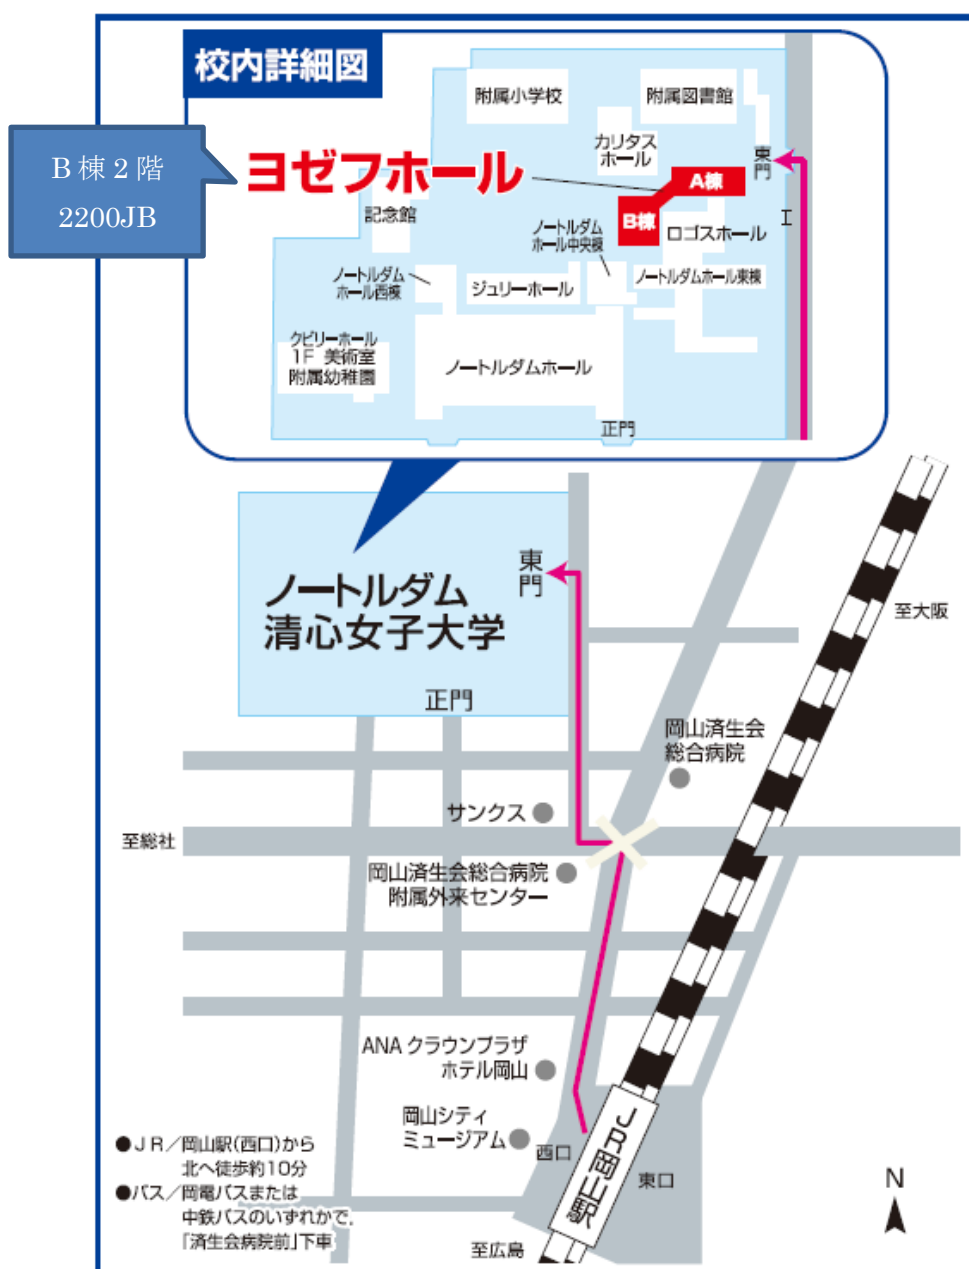 校内詳細図
附属小学校
附属図書館
B棟2階
2200JB
カリタス
ホール
東門
ヨゼフホール
A棟
B棟
記念館
ノートルダム
ホール中央棟
ロゴスホール
ノートルダム
ホール西棟
ジュリーホール
ノートルダムホール東棟
クビリーホール
1F 美術室
附属幼稚園
ノートルダムホール
正門
ノートルダム
清心女子大学
東門
正門
至大阪
岡山済生会
総合病院
サンクス
至総社
岡山済生会総合病院
附属外来センター
ANAクラウンプラザ
ホテル岡山
岡山シティ
ミュージアム
西口
JR岡山駅
東口
N
●JR/岡山駅(西口)から
北へ徒歩約10分
●バス/岡電バスまたは
中鉄バスのいずれかで、
「済生会病院前」下車
至広島